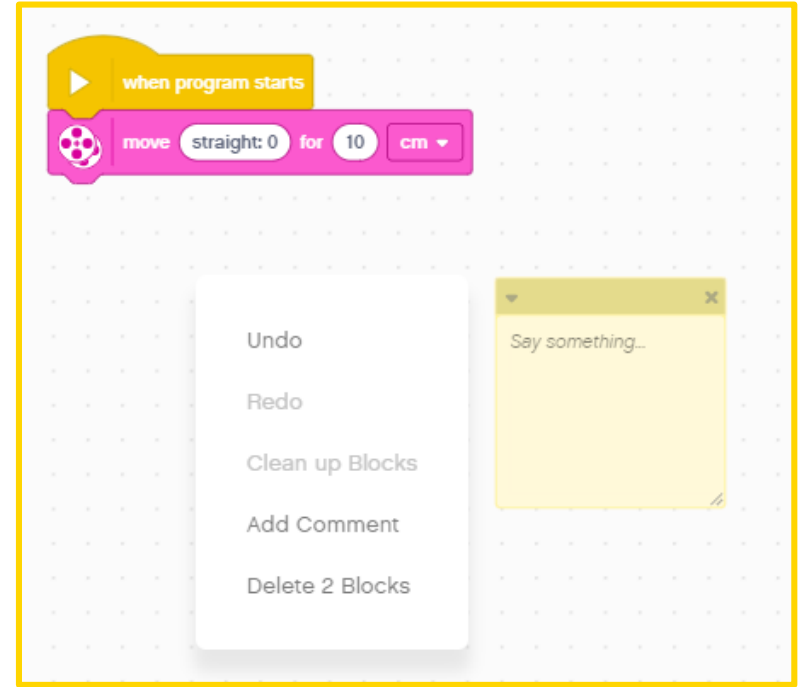 when program starts
move straight: 0 for 10 cm
Undo
Redo
Clean up Blocks
Add Comment
Delete 2 Blocks
Say something...